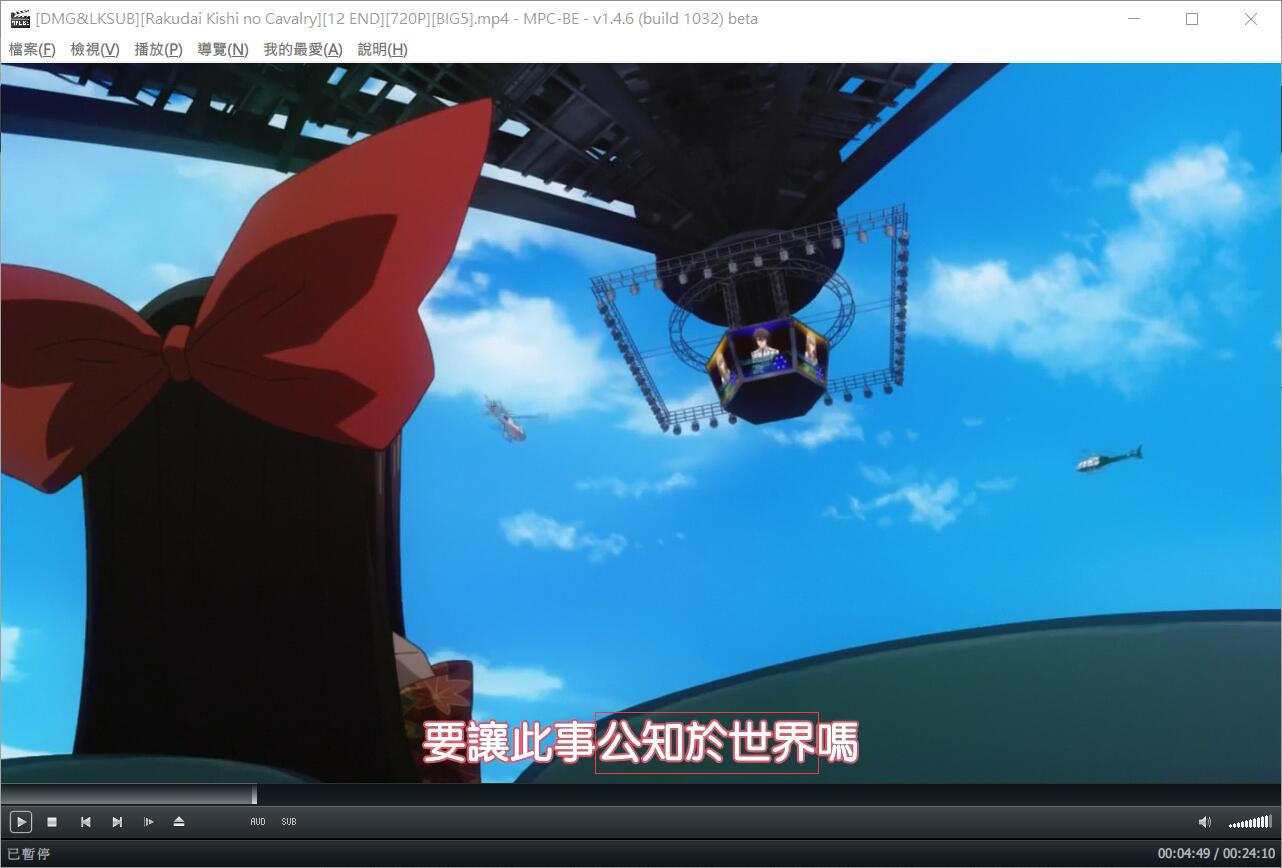 [DMG&LKSUB][Rakudai Kishi no Cavalry][12 END][720P][BIG5].mp4 - MPC-BE - v1.4.6 (build 1032) beta
檔案(F) 檢視(V) 播放(P) 導覽(N) 我的最愛(A) 說明(H)
要讓此事公知於世界嗎
AUD SUB
已暫停 00:04:49 / 00:24:10